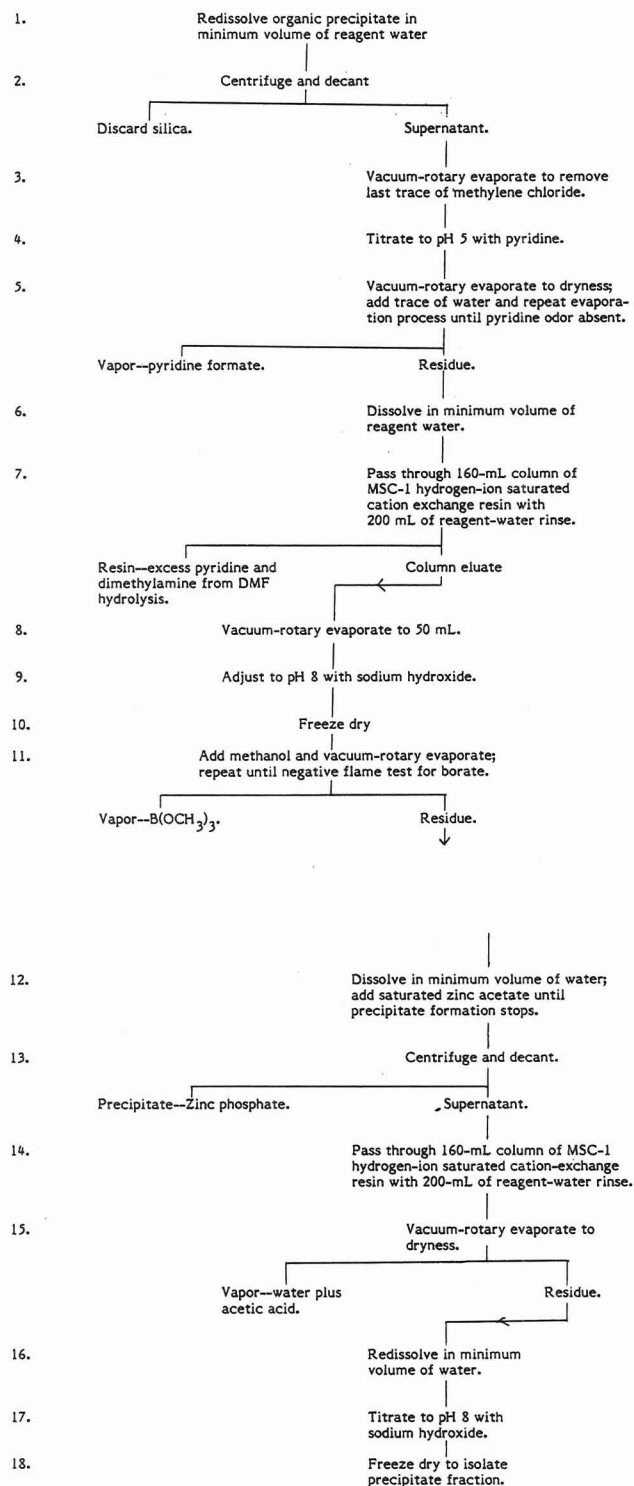 1. Redissolve organic precipitate in
minimum volume of reagent water
2. Centrifuge and decant
Discard silica. Supernatant.
3. Vacuum-rotary evaporate to remove
last trace of methylene chloride.
4. Titrate to pH 5 with pyridine.
5. Vacuum-rotary evaporate to dryness;
add trace of water and repeat evapora-
tion process until pyridine odor absent.
Vapor--pyridine formate. Residue.
6. Dissolve in minimum volume of
reagent water.
7. Pass through 160-mL column of
MSC-1 hydrogen-ion saturated
cation exchange resin with
200 mL of reagent-water rinse.
Resin--excess pyridine and Column eluate
dimethylamine from DMF
hydrolysis.
8. Vacuum-rotary evaporate to 50 mL.
9. Adjust to pH 8 with sodium hydroxide.
10. Freeze dry
11. Add methanol and vacuum-rotary evaporate;
repeat until negative flame test for borate.
Vapor--B(OCH3)3. Residue.
12. Dissolve in minimum volume of water;
add saturated zinc acetate until
precipitate formation stops.
13. Centrifuge and decant.
Precipitate--Zinc phosphate. Supernatant.
14. Pass through 160-mL column of MSC-1
hydrogen-ion saturated cation-exchange
resin with 200-mL of reagent-water rinse.
15. Vacuum-rotary evaporate to
dryness.
Vapor--water plus Residue.
acetic acid.
16. Redissolve in minimum
volume of water.
17. Titrate to pH 8 with
sodium hydroxide.
18. Freeze dry to isolate
precipitate fraction.